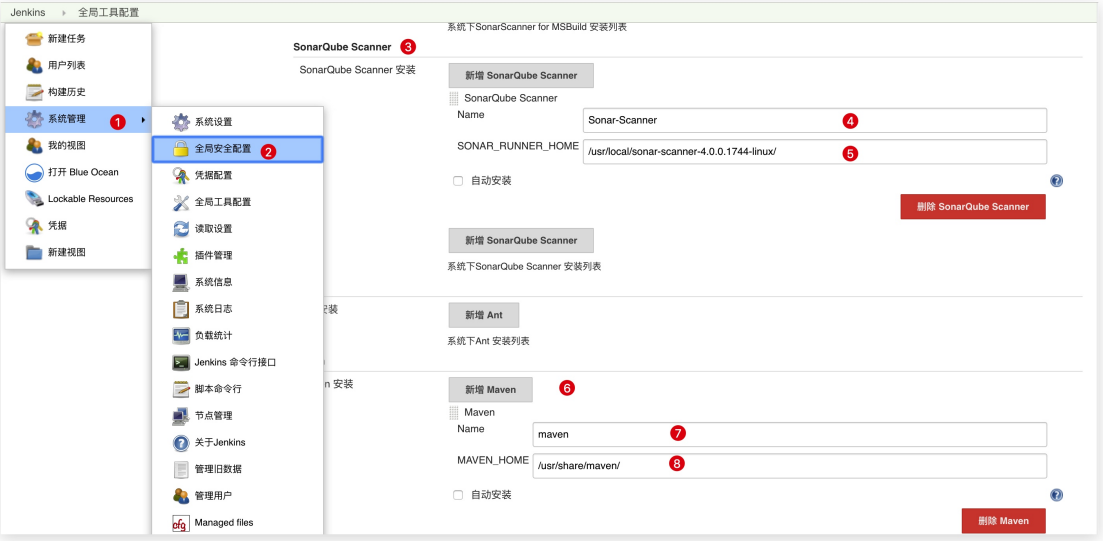 Jenkins
全局工具配置
新建任务
用户列表
构建历史
系统管理 1
我的视图
打开 Blue Ocean
Lockable Resources
凭据
新建视图
系统设置
全局安全配置 2
凭据配置
全局工具配置
读取设置
插件管理
系统信息
系统日志
负载统计
Jenkins 命令行接口
脚本命令行
节点管理
关于Jenkins
管理旧数据
管理用户
Managed files
系统下SonarScanner for MSBuild 安装列表
SonarQube Scanner 3
SonarQube Scanner 安装
新增 SonarQube Scanner
SonarQube Scanner
Name
Sonar-Scanner 4
SONAR_RUNNER_HOME
/usr/local/sonar-scanner-4.0.0.1744-linux/ 5
自动安装
删除 SonarQube Scanner
新增 SonarQube Scanner
系统下SonarQube Scanner 安装列表
安装
新增 Ant
系统下Ant 安装列表
n 安装
新增 Maven 6
Maven
Name
maven 7
MAVEN_HOME
/usr/share/maven/ 8
自动安装
删除 Maven